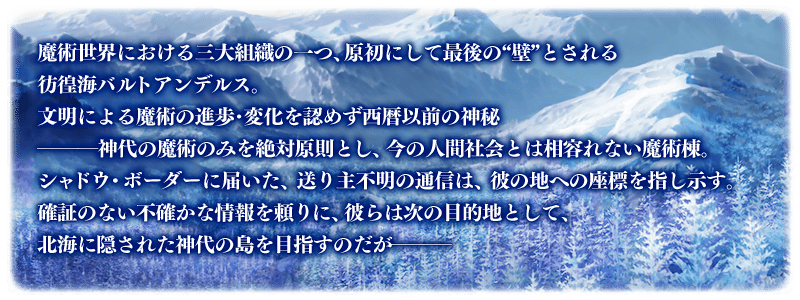 魔術世界における三大組織の一つ、原初にして最後の“壁”とされる
彷徨海バルトアンデルス。
文明による魔術の進歩・変化を認めず西暦以前の神秘
───神代の魔術のみを絶対原則とし、今の人間社会とは相容れない魔術棟。
シャドウ・ボーダーに届いた、送り主不明の通信は、彼の地への座標を指し示す。
確証のない不確かな情報を頼りに、彼らは次の目的地として、
北海に隠された神代の島を目指すのだが───